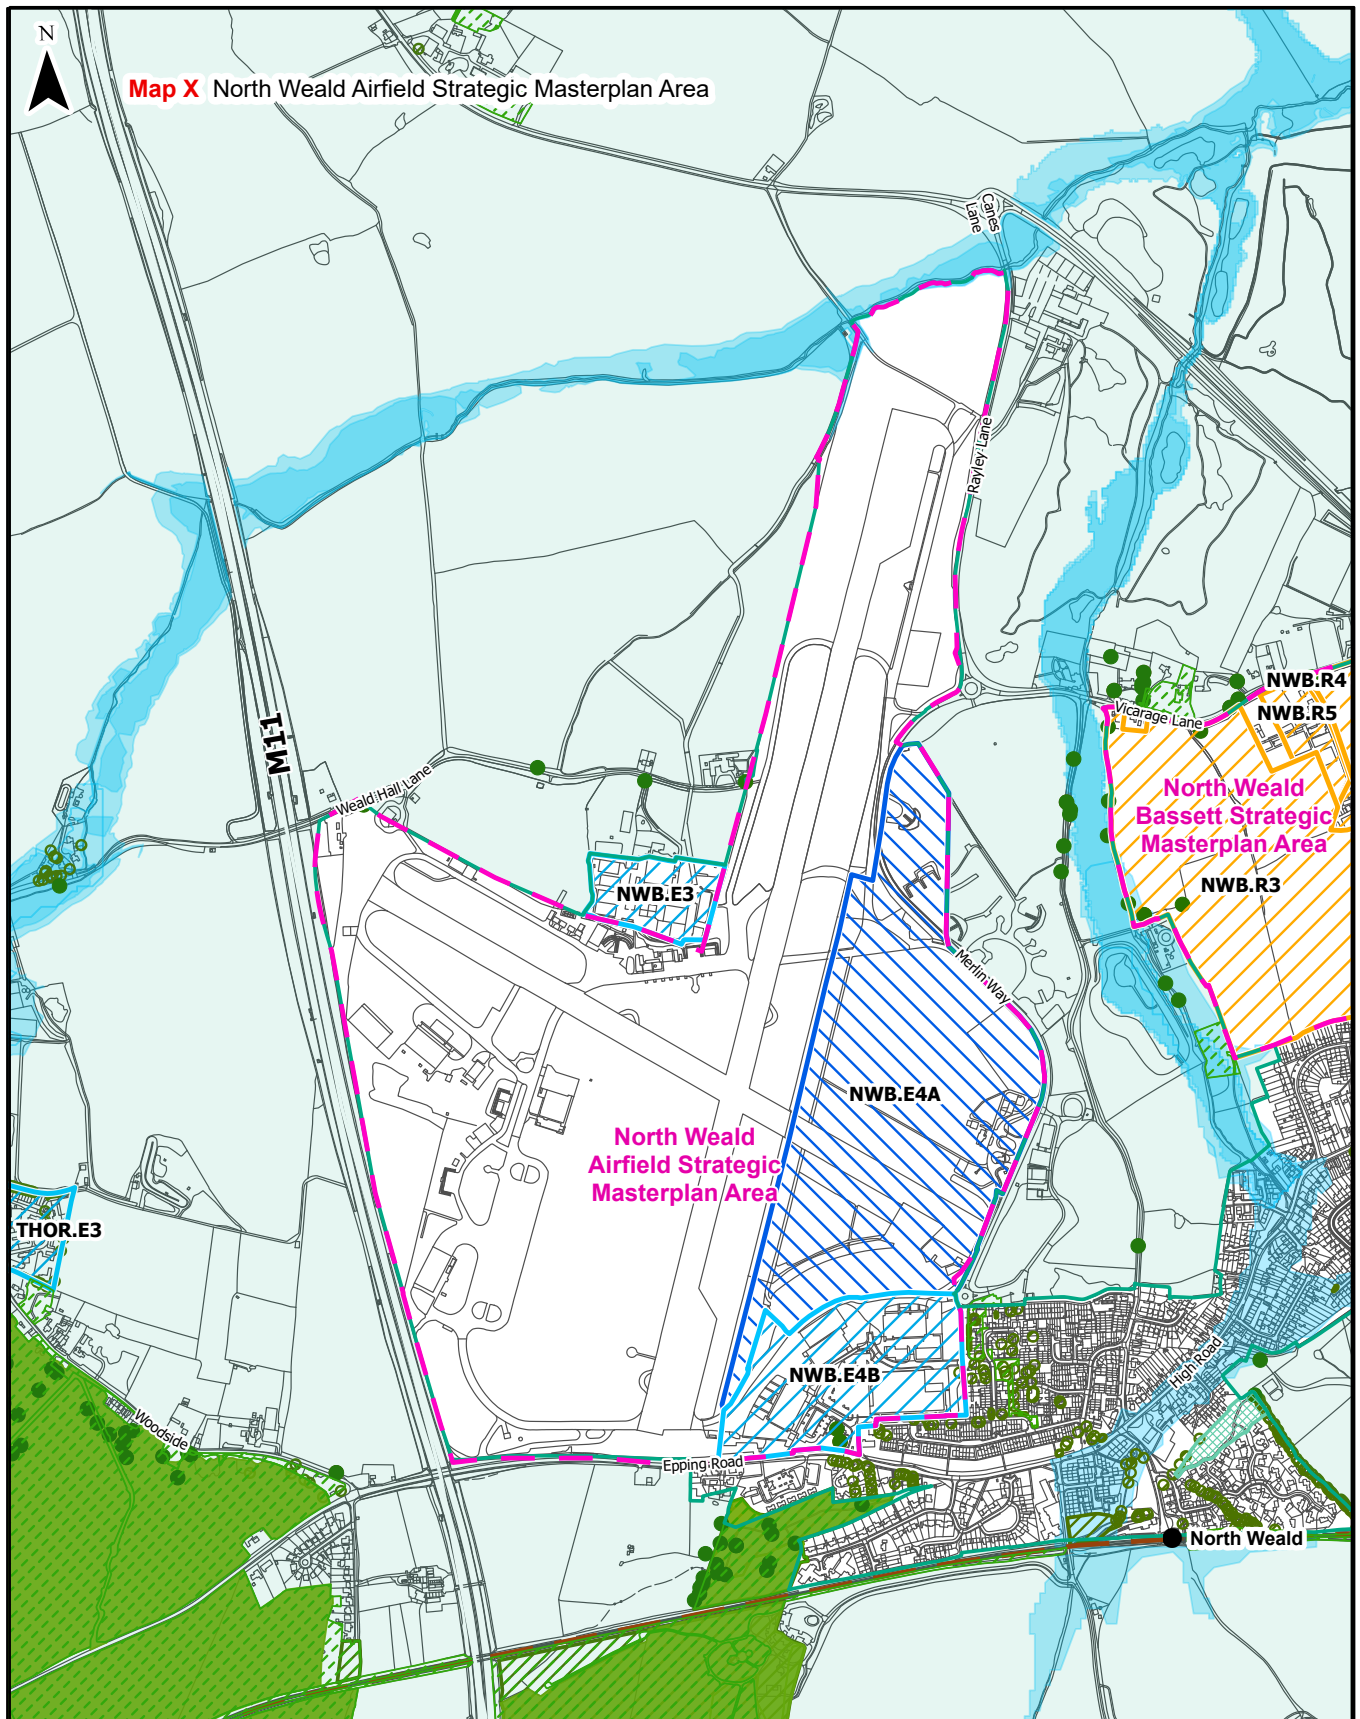 N
Map X North Weald Airfield Strategic Masterplan Area
Canes
Lane
Rayley Lane
NWB.R4
NWB.R5
Vicarage Lane
M11
Weald Hall Lane
North Weald
Bassett Strategic
Masterplan Area
NWB.R3
NWB.E3
Merlin Way
NWB.E4A
North Weald
Airfield Strategic
Masterplan Area
THOR.E3
NWB.E4B
High Road
Woodside
Epping Road
North Weald